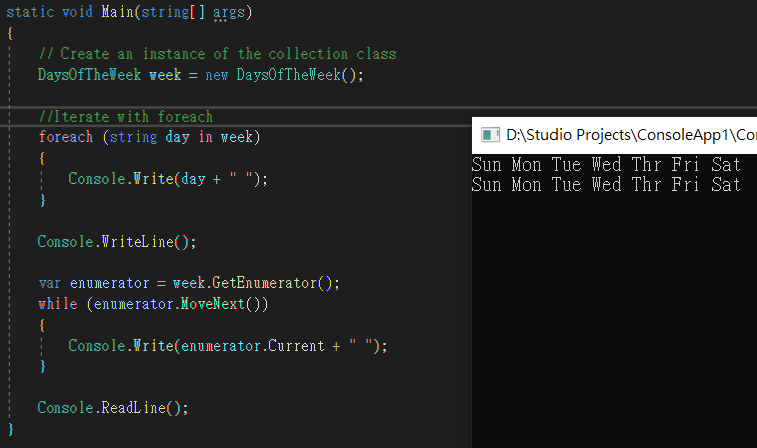 static void Main(string[] args)
{
// Create an instance of the collection class
DaysOfTheWeek week = new DaysOfTheWeek();
//Iterate with foreach
foreach (string day in week)
{
Console.Write(day + " ");
}
Console.WriteLine();
var enumerator = week.GetEnumerator();
while (enumerator.MoveNext())
{
Console.Write(enumerator.Current + " ");
}
Console.ReadLine();
}
D:\Studio Projects\ConsoleApp1\Co
Sun Mon Tue Wed Thr Fri Sat
Sun Mon Tue Wed Thr Fri Sat